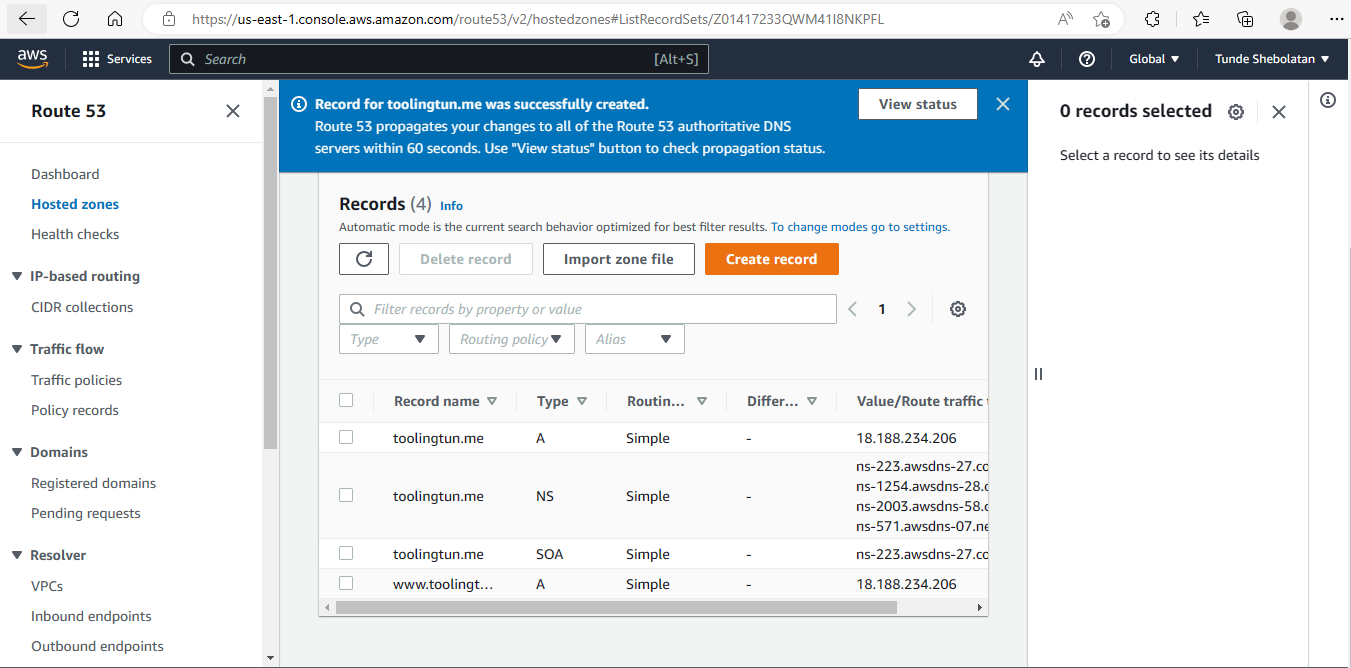 https://us-east-1.console.aws.amazon.com/route53/v2/hostedzones#ListRecordSets/Z01417233QWM41I8NKPFL
aws
Services
Search
[Alt+S]
Global
Tunde Shebolatan
Route 53
Dashboard
Hosted zones
Health checks
IP-based routing
CIDR collections
Traffic flow
Traffic policies
Policy records
Domains
Registered domains
Pending requests
Resolver
VPCs
Inbound endpoints
Outbound endpoints
Record for toolingtun.me was successfully created.
Route 53 propagates your changes to all of the Route 53 authoritative DNS
servers within 60 seconds. Use "View status" button to check propagation status.
View status
Records (4) Info
Automatic mode is the current search behavior optimized for best filter results. To change modes go to settings.
Delete record
Import zone file
Create record
Filter records by property or value
1
Type
Routing policy
Alias
Record name Type Routin... Differ... Value/Route traffic
toolingtun.me A Simple - 18.188.234.206
toolingtun.me NS Simple - ns-223.awsdns-27.co
ns-1254.awsdns-28.
ns-2003.awsdns-58.c
ns-571.awsdns-07.ne
toolingtun.me SOA Simple - ns-223.awsdns-27.co
www.toolingt... A Simple - 18.188.234.206
0 records selected
Select a record to see its details